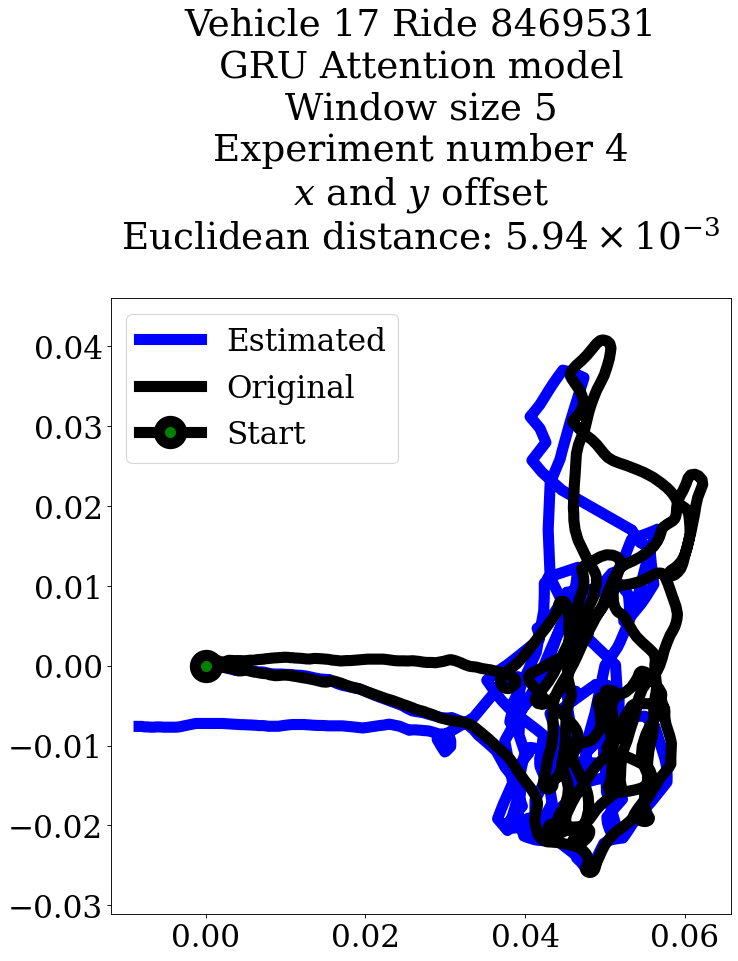 Vehicle 17 Ride 8469531
GRU Attention model
Window size 5
Experiment number 4
x and y offset
Euclidean distance: 5.94 × 10⁻³
Estimated
Original
Start
0.04
0.03
0.02
0.01
0.00
−0.01
−0.02
−0.03
0.00 0.02 0.04 0.06